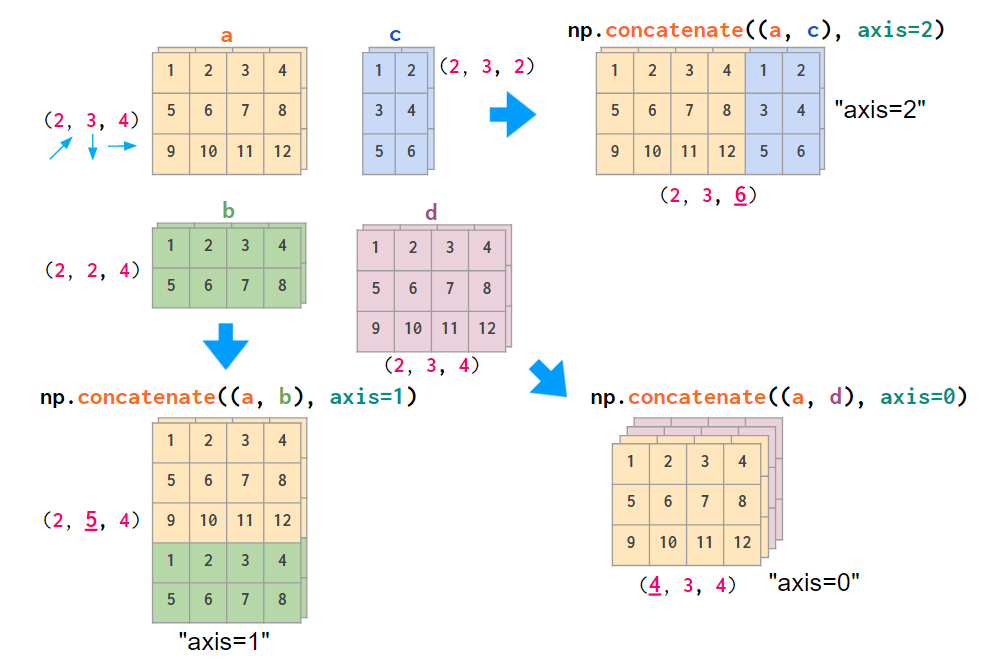 a
1 2 3 4
5 6 7 8
9 10 11 12
(2, 3, 4)
c
1 2
3 4
5 6
(2, 3, 2)
np.concatenate((a, c), axis=2)
1 2 3 4 1 2
5 6 7 8 3 4
9 10 11 12 5 6
"axis=2"
(2, 3, 6)
b
1 2 3 4
5 6 7 8
(2, 2, 4)
d
1 2 3 4
5 6 7 8
9 10 11 12
(2, 3, 4)
np.concatenate((a, b), axis=1)
1 2 3 4
5 6 7 8
9 10 11 12
1 2 3 4
5 6 7 8
(2, 5, 4)
"axis=1"
np.concatenate((a, d), axis=0)
1 2 3 4
5 6 7 8
9 10 11 12
(4, 3, 4)
"axis=0"